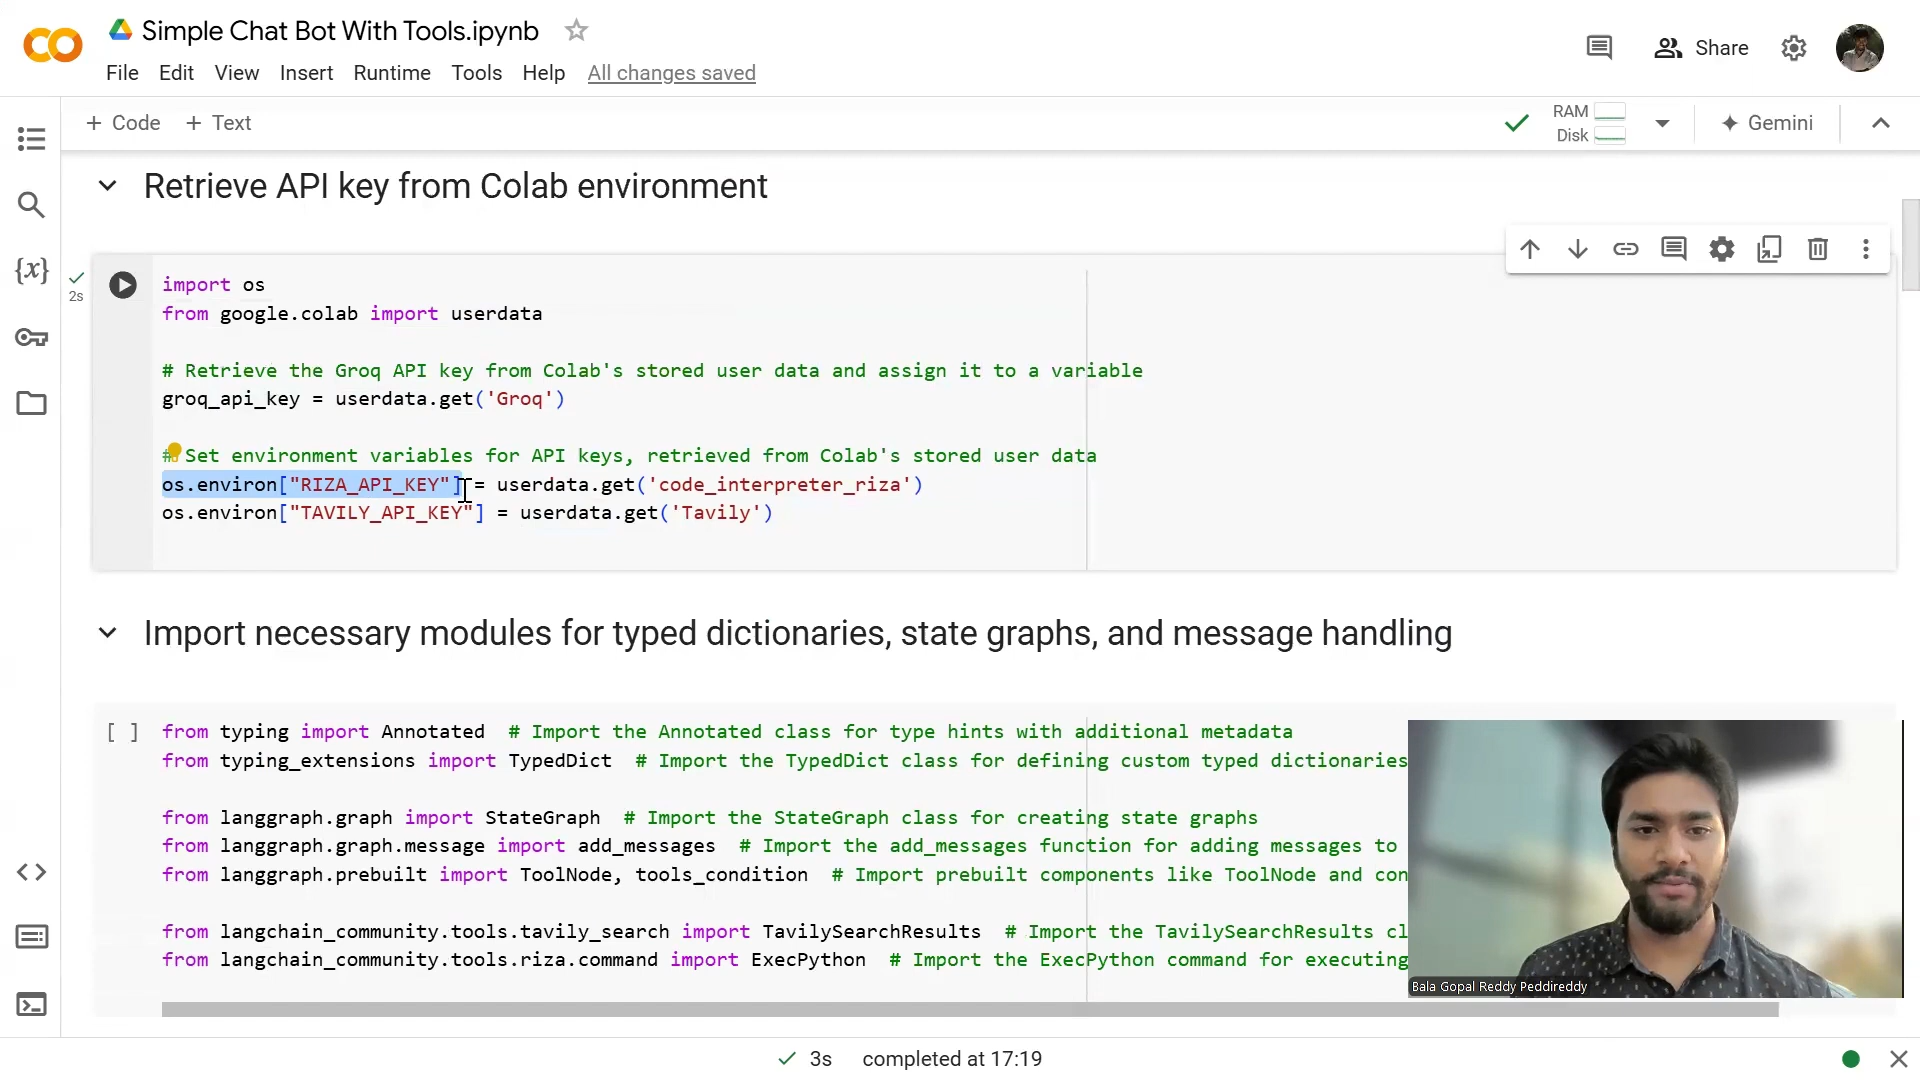 Simple Chat Bot With Tools.ipynb
Share
File Edit View Insert Runtime Tools Help All changes saved
+ Code + Text
RAM
Disk
Gemini
Retrieve API key from Colab environment
2s
import os
from google.colab import userdata
# Retrieve the Groq API key from Colab's stored user data and assign it to a variable
groq_api_key = userdata.get('Groq')
# Set environment variables for API keys, retrieved from Colab's stored user data
os.environ["RIZA_API_KEY"] = userdata.get('code_interpreter_riza')
os.environ["TAVILY_API_KEY"] = userdata.get('Tavily')
Import necessary modules for typed dictionaries, state graphs, and message handling
[ ] from typing import Annotated # Import the Annotated class for type hints with additional metadata
from typing_extensions import TypedDict # Import the TypedDict class for defining custom typed dictionaries
from langgraph.graph import StateGraph # Import the StateGraph class for creating state graphs
from langgraph.graph.message import add_messages # Import the add_messages function for adding messages to
from langgraph.prebuilt import ToolNode, tools_condition # Import prebuilt components like ToolNode and con
from langchain_community.tools.tavily_search import TavilySearchResults # Import the TavilySearchResults cl
from langchain_community.tools.riza.command import ExecPython # Import the ExecPython command for executing
Bala Gopal Reddy Peddireddy
3s completed at 17:19